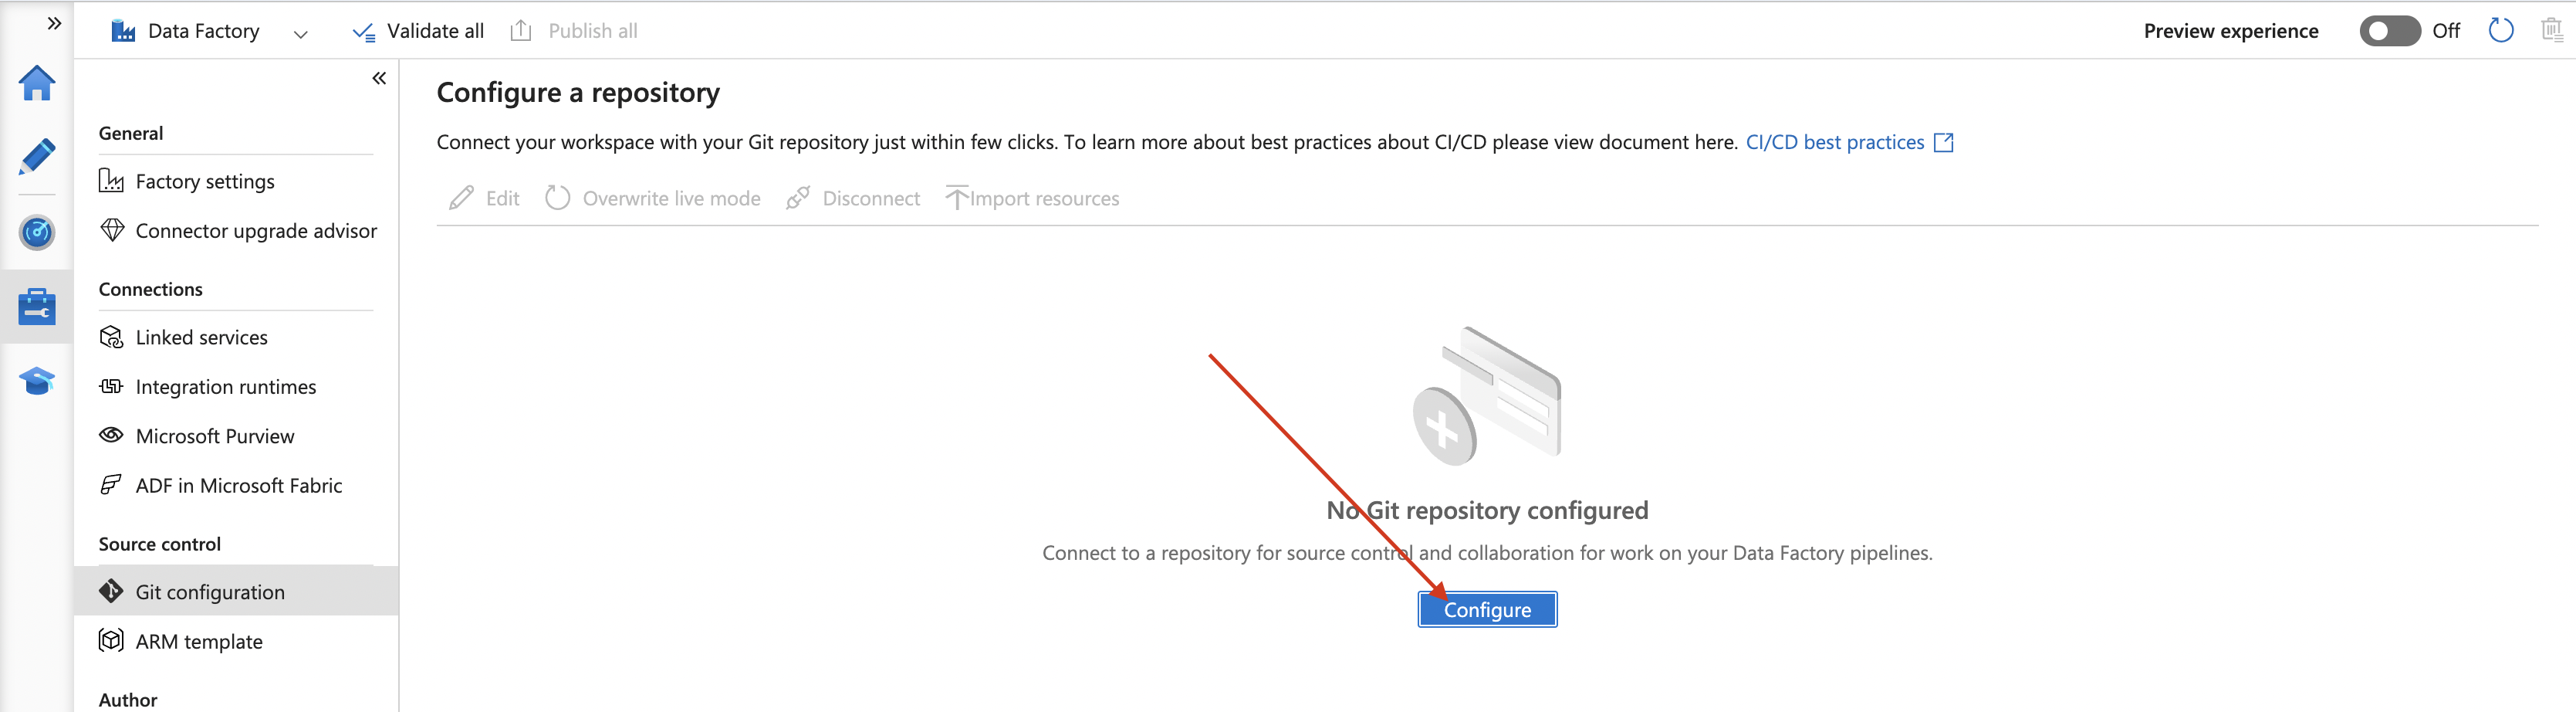 Data Factory
Validate all
Publish all
Preview experience
Off
General
Factory settings
Connector upgrade advisor
Connections
Linked services
Integration runtimes
Microsoft Purview
ADF in Microsoft Fabric
Source control
Git configuration
ARM template
Author
Configure a repository
Connect your workspace with your Git repository just within few clicks. To learn more about best practices about CI/CD please view document here. CI/CD best practices
Edit
Overwrite live mode
Disconnect
Import resources
No Git repository configured
Connect to a repository for source control and collaboration for work on your Data Factory pipelines.
Configure